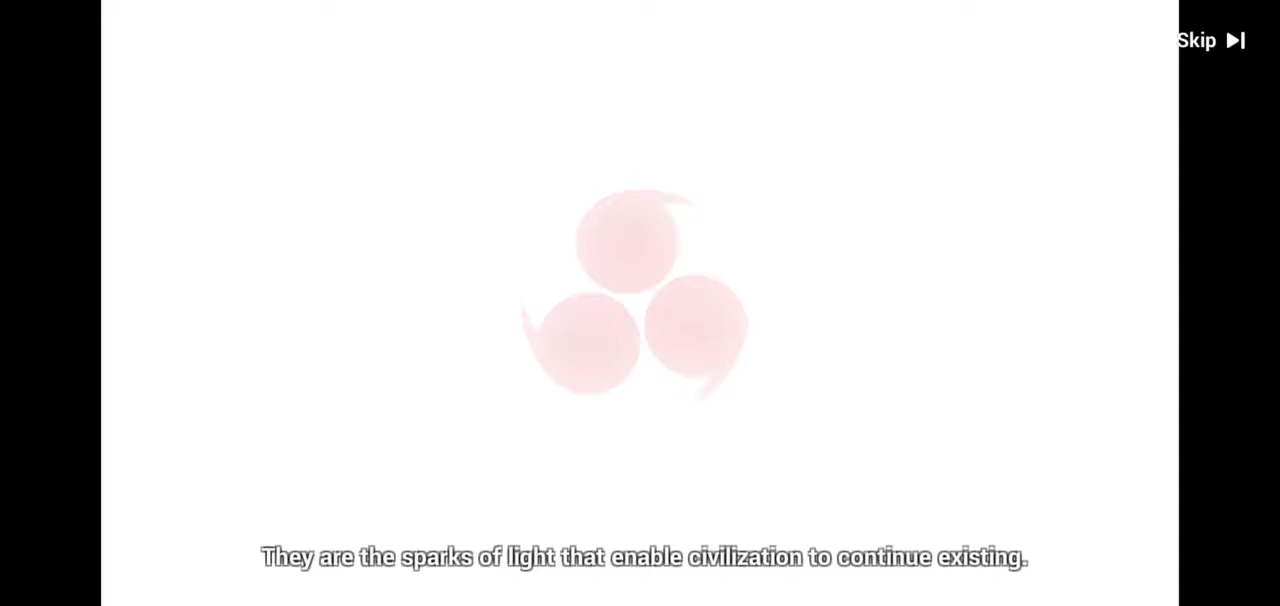 Skip
They are the sparks of light that enable civilization to continue existing.